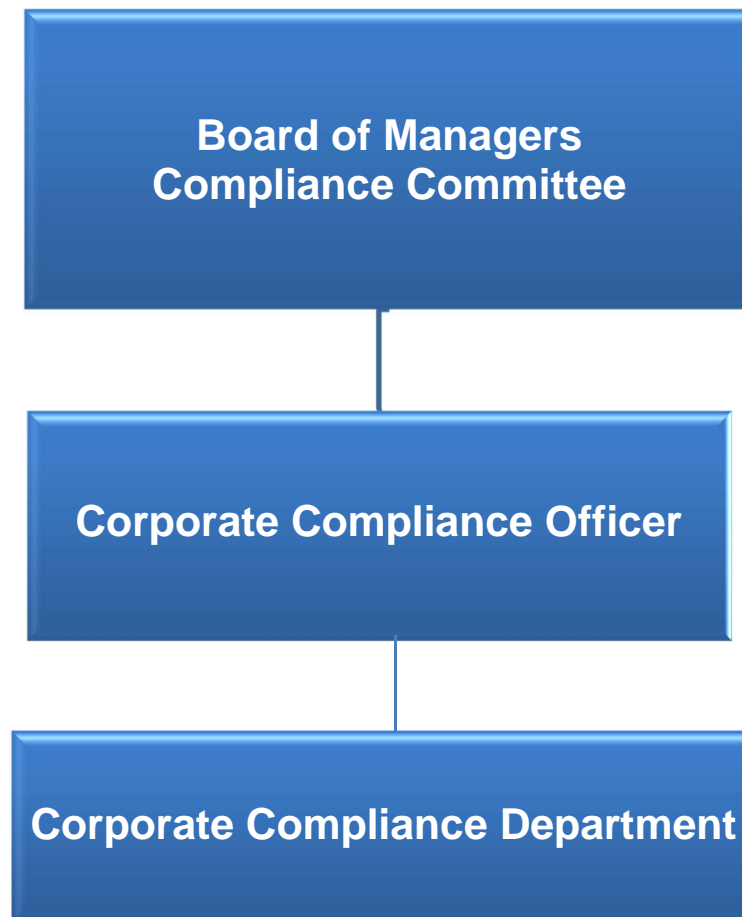 Board of Managers
Compliance Committee
Corporate Compliance Officer
Corporate Compliance Department